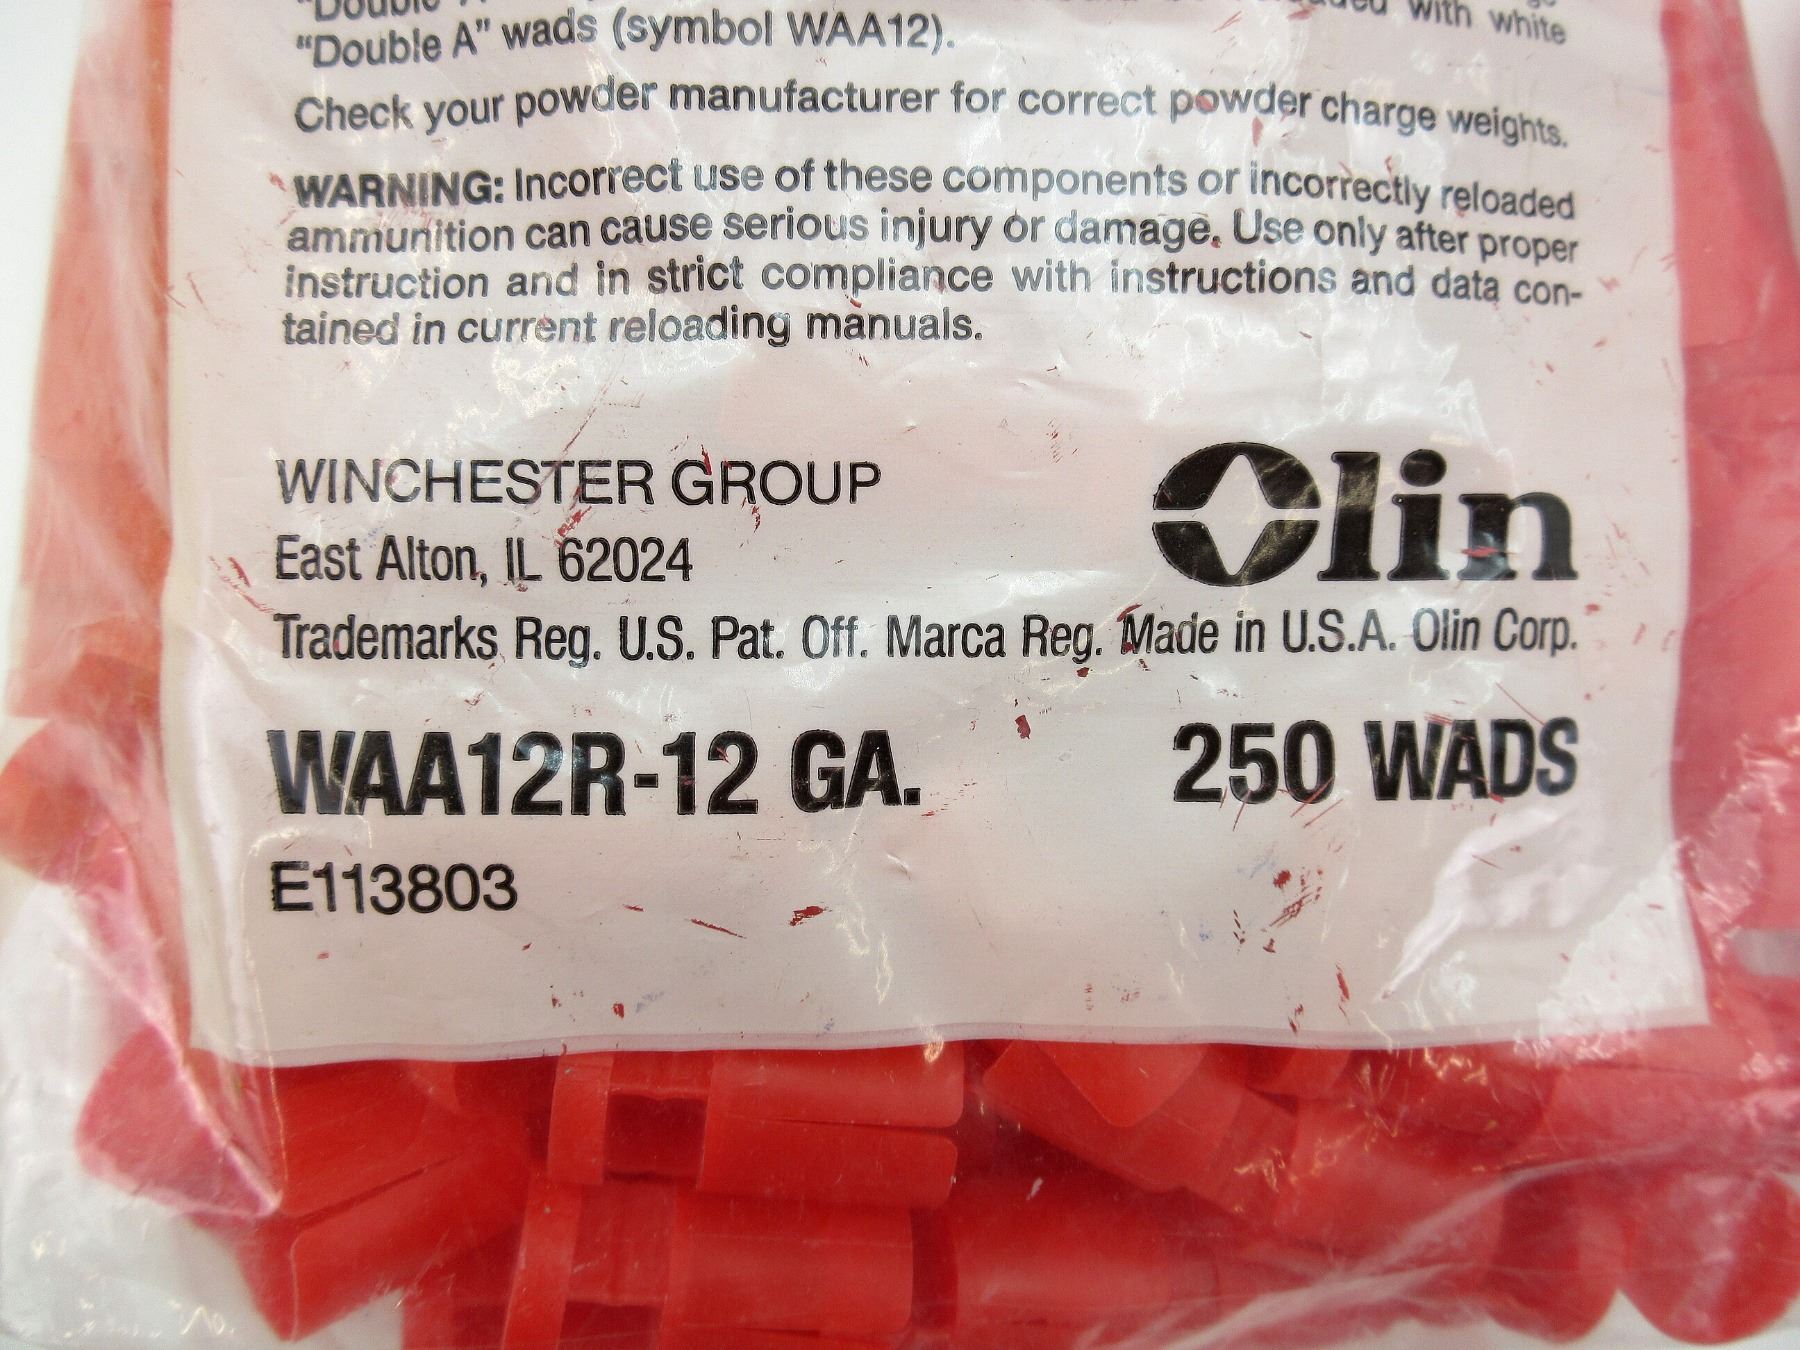 "Double
"Double A" wads (symbol WAA12). with white
Check your powder manufacturer for correct powder charge weights.
WARNING: Incorrect use of these components or incorrectly reloaded
ammunition can cause serious injury or damage. Use only after proper
instruction and in strict compliance with instructions and data con-
tained in current reloading manuals.
WINCHESTER GROUP
East Alton, IL 62024
Olin
Trademarks Reg. U.S. Pat. Off. Marca Reg. Made in U.S.A. Olin Corp.
WAA12R-12 GA. 250 WADS
E113803